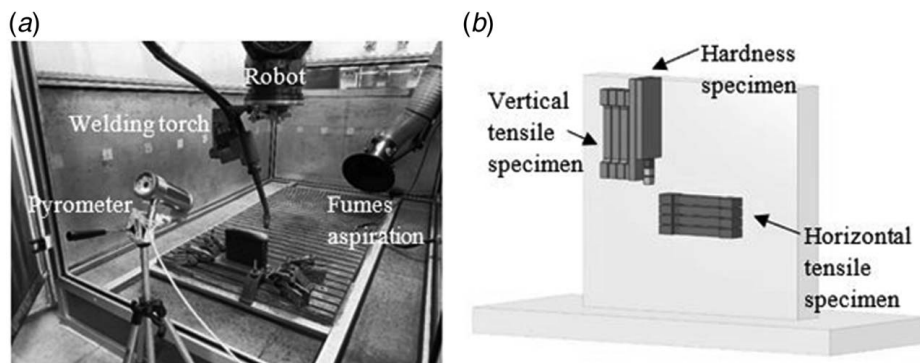 (a)
Robot
Welding torch
Pyrometer
Fumes
aspiration
(b)
Hardness
specimen
Vertical
tensile
specimen
Horizontal
tensile
specimen